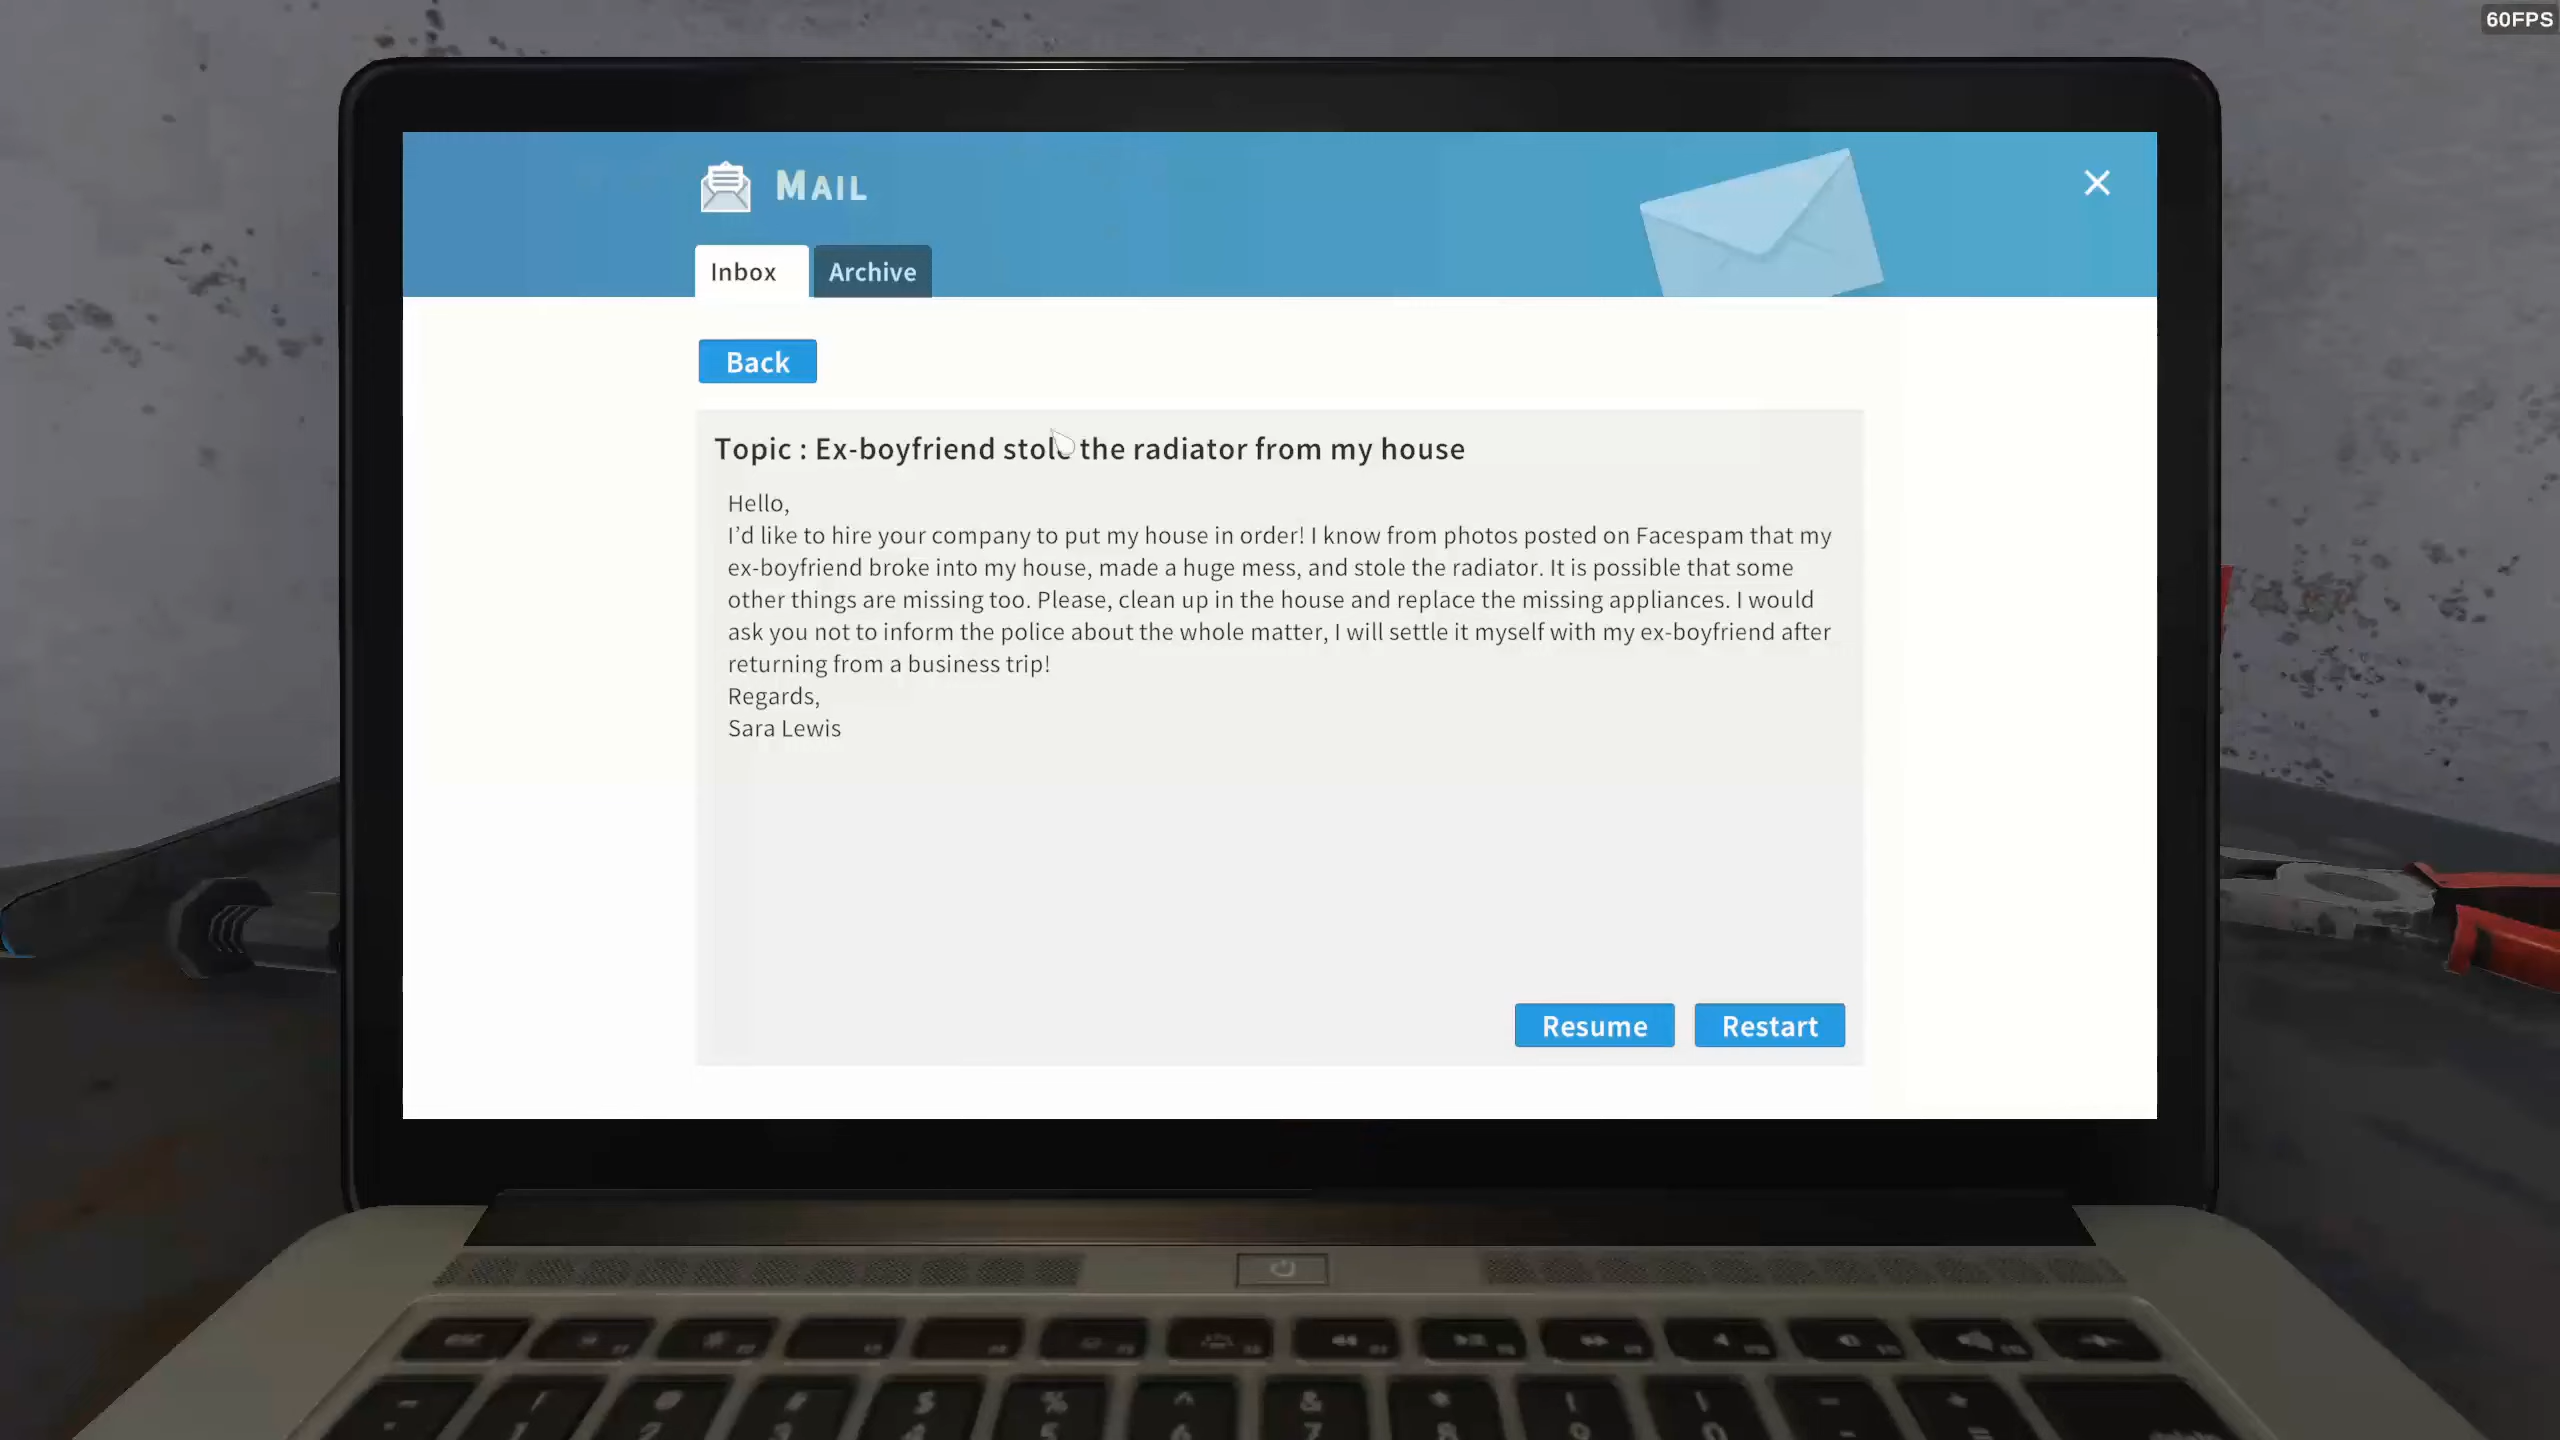 60FPS
MAIL
Inbox
Archive
Back
Topic : Ex-boyfriend stole the radiator from my house
Hello,
I’d like to hire your company to put my house in order! I know from photos posted on Facespam that my
ex-boyfriend broke into my house, made a huge mess, and stole the radiator. It is possible that some
other things are missing too. Please, clean up in the house and replace the missing appliances. I would
ask you not to inform the police about the whole matter, I will settle it myself with my ex-boyfriend after
returning from a business trip!
Regards,
Sara Lewis
Resume
Restart